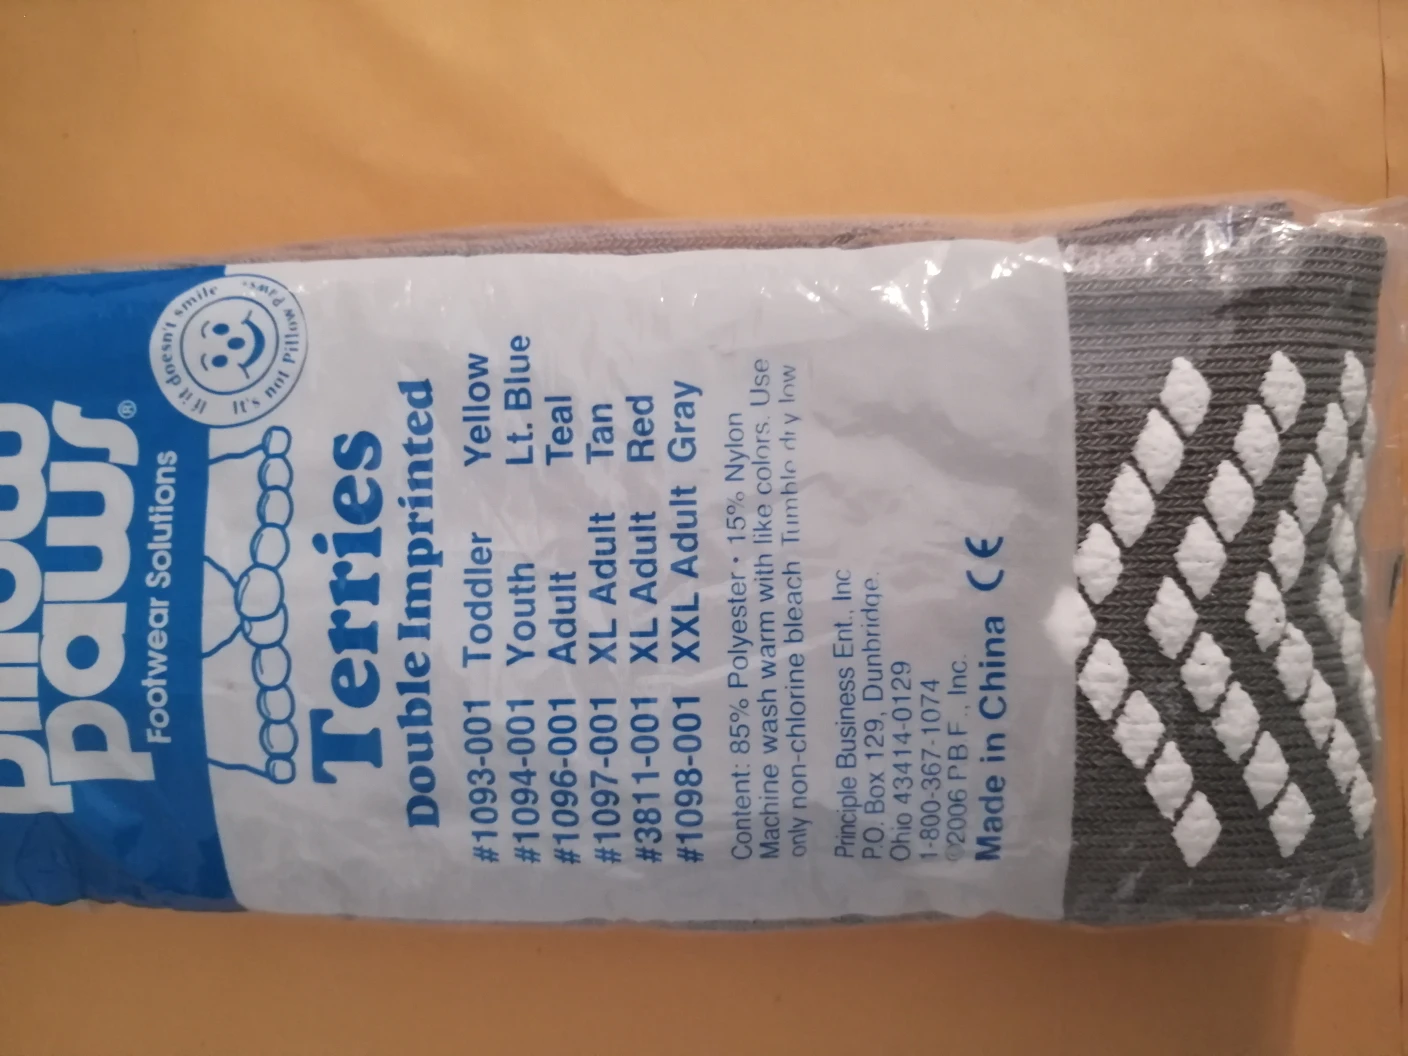 paws®
Footwear Solutions
If it doesn't smile
It's not Pillow Paws.
Terries
Double Imprinted
#1093-001 Toddler Yellow
#1094-001 Youth Lt. Blue
#1096-001 Adult Teal
#1097-001 XL Adult Tan
#3811-001 XL Adult Red
#1098-001 XXL Adult Gray
Content: 85% Polyester • 15% Nylon
Machine wash warm with like colors. Use
only non-chlorine bleach Tumble dry low
Principle Business Ent., Inc
P.O. Box 129, Dunbridge.
Ohio 43414-0129
1-800-367-1074
©2006 P.B.F., Inc.
Made in China CE